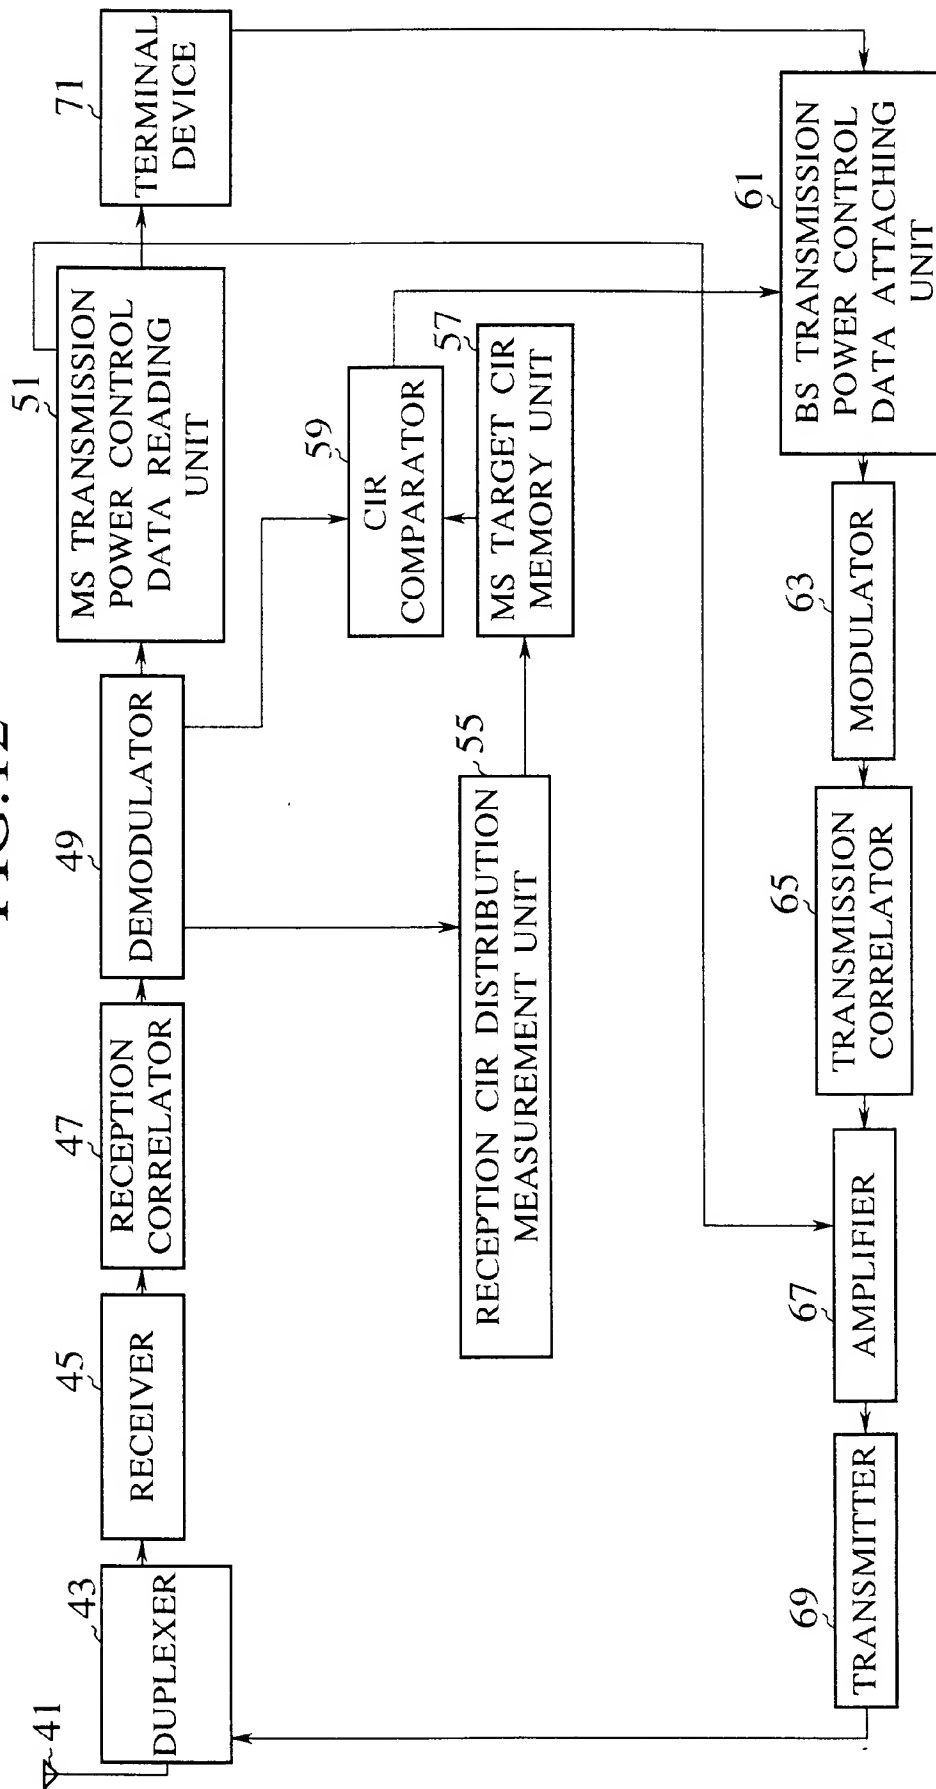 FIG.12
41
43
DUPLEXER
45
RECEIVER
47
RECEPTION
CORRELATOR
49
DEMODULATOR
51
MS TRANSMISSION
POWER CONTROL
DATA READING
UNIT
71
TERMINAL
DEVICE
59
CIR
COMPARATOR
57
MS TARGET CIR
MEMORY UNIT
55
RECEPTION CIR DISTRIBUTION
MEASUREMENT UNIT
69
TRANSMITTER
67
AMPLIFIER
65
TRANSMISSION
CORRELATOR
63
MODULATOR
61
BS TRANSMISSION
POWER CONTROL
DATA ATTACHING
UNIT